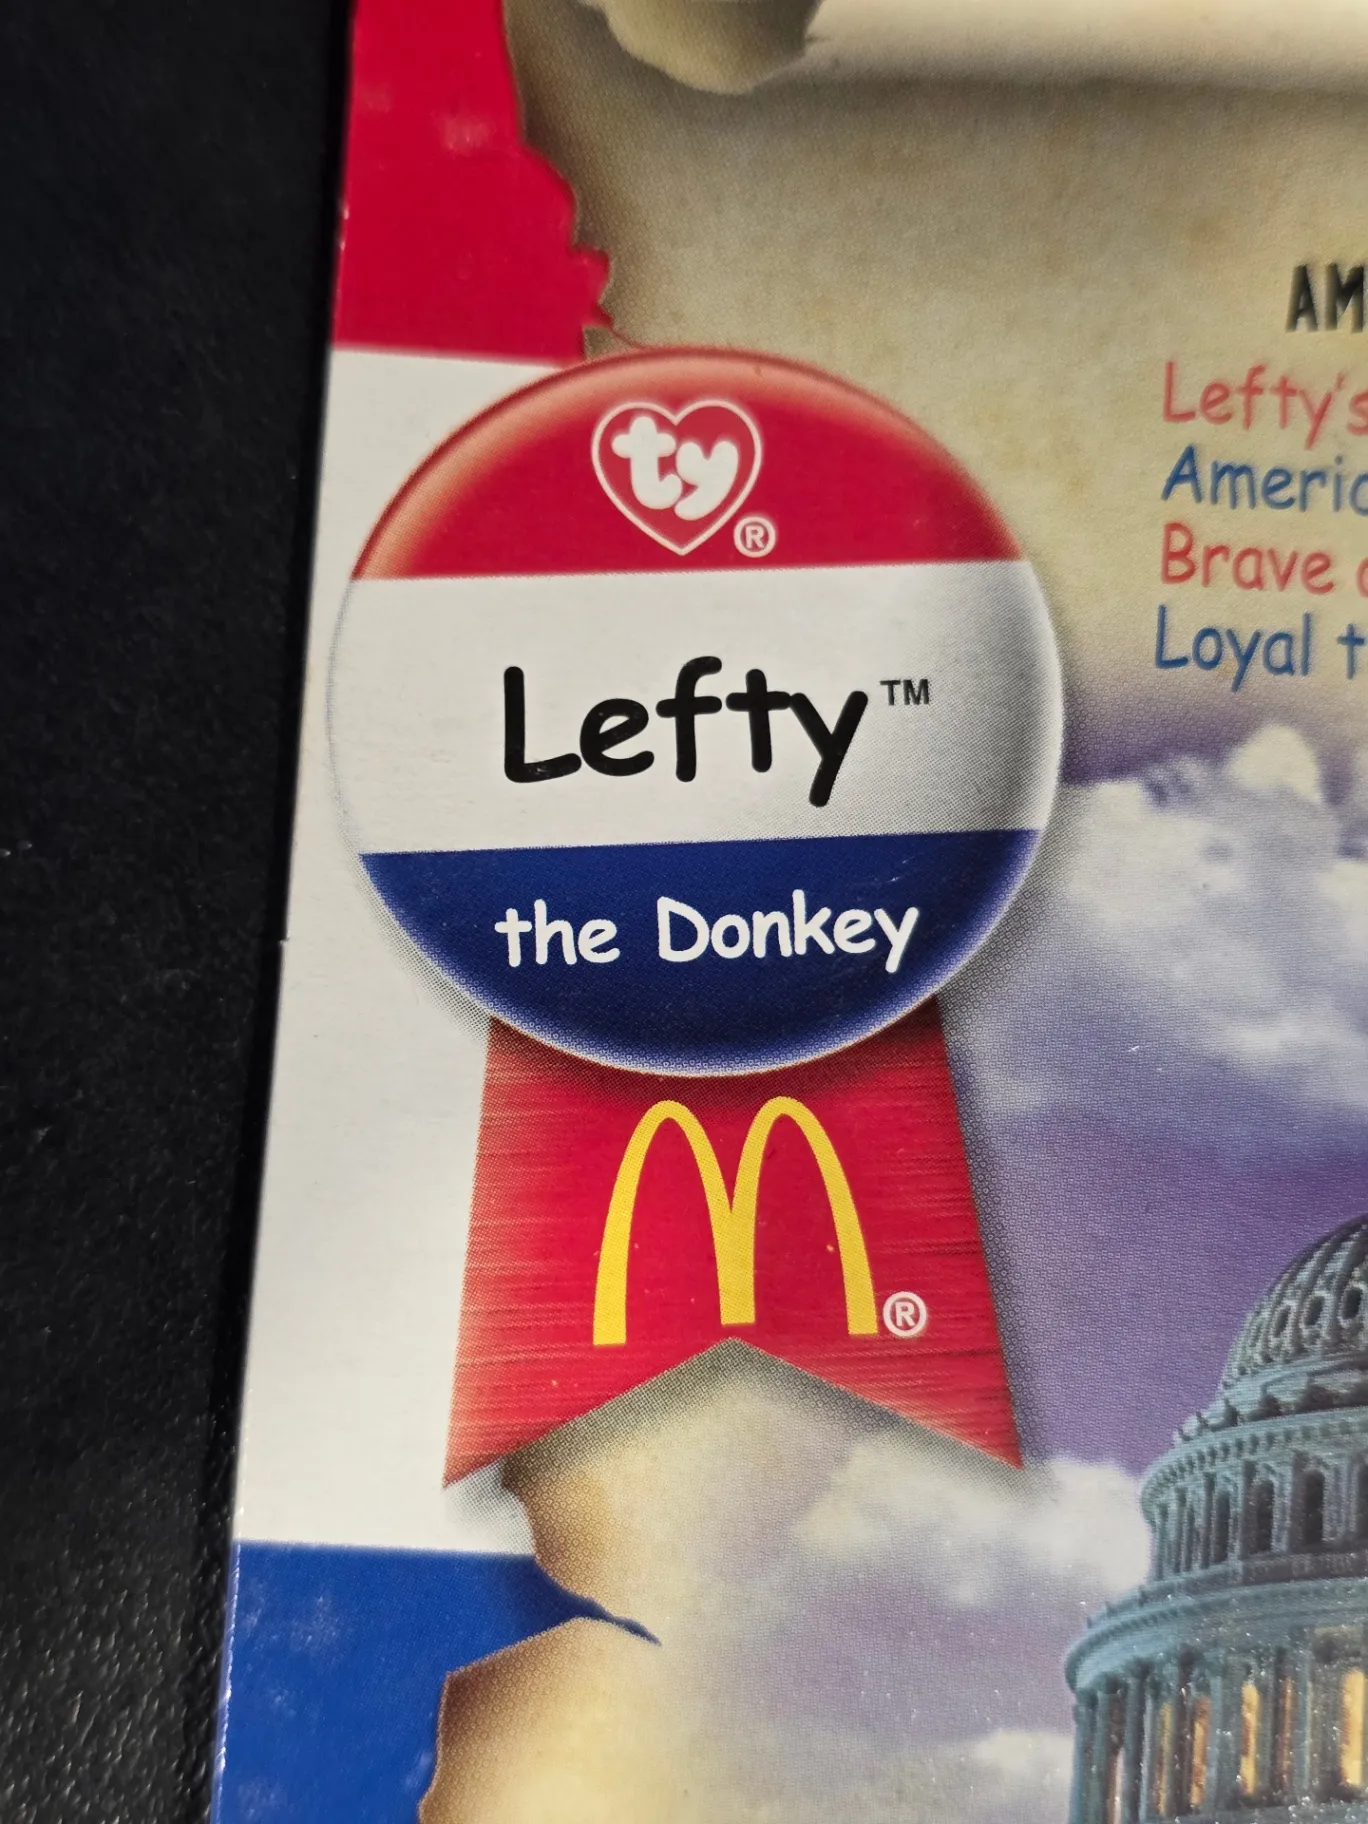 ty®
Lefty™
the Donkey
M®
AM
Lefty's
Americ
Brave
Loyal t